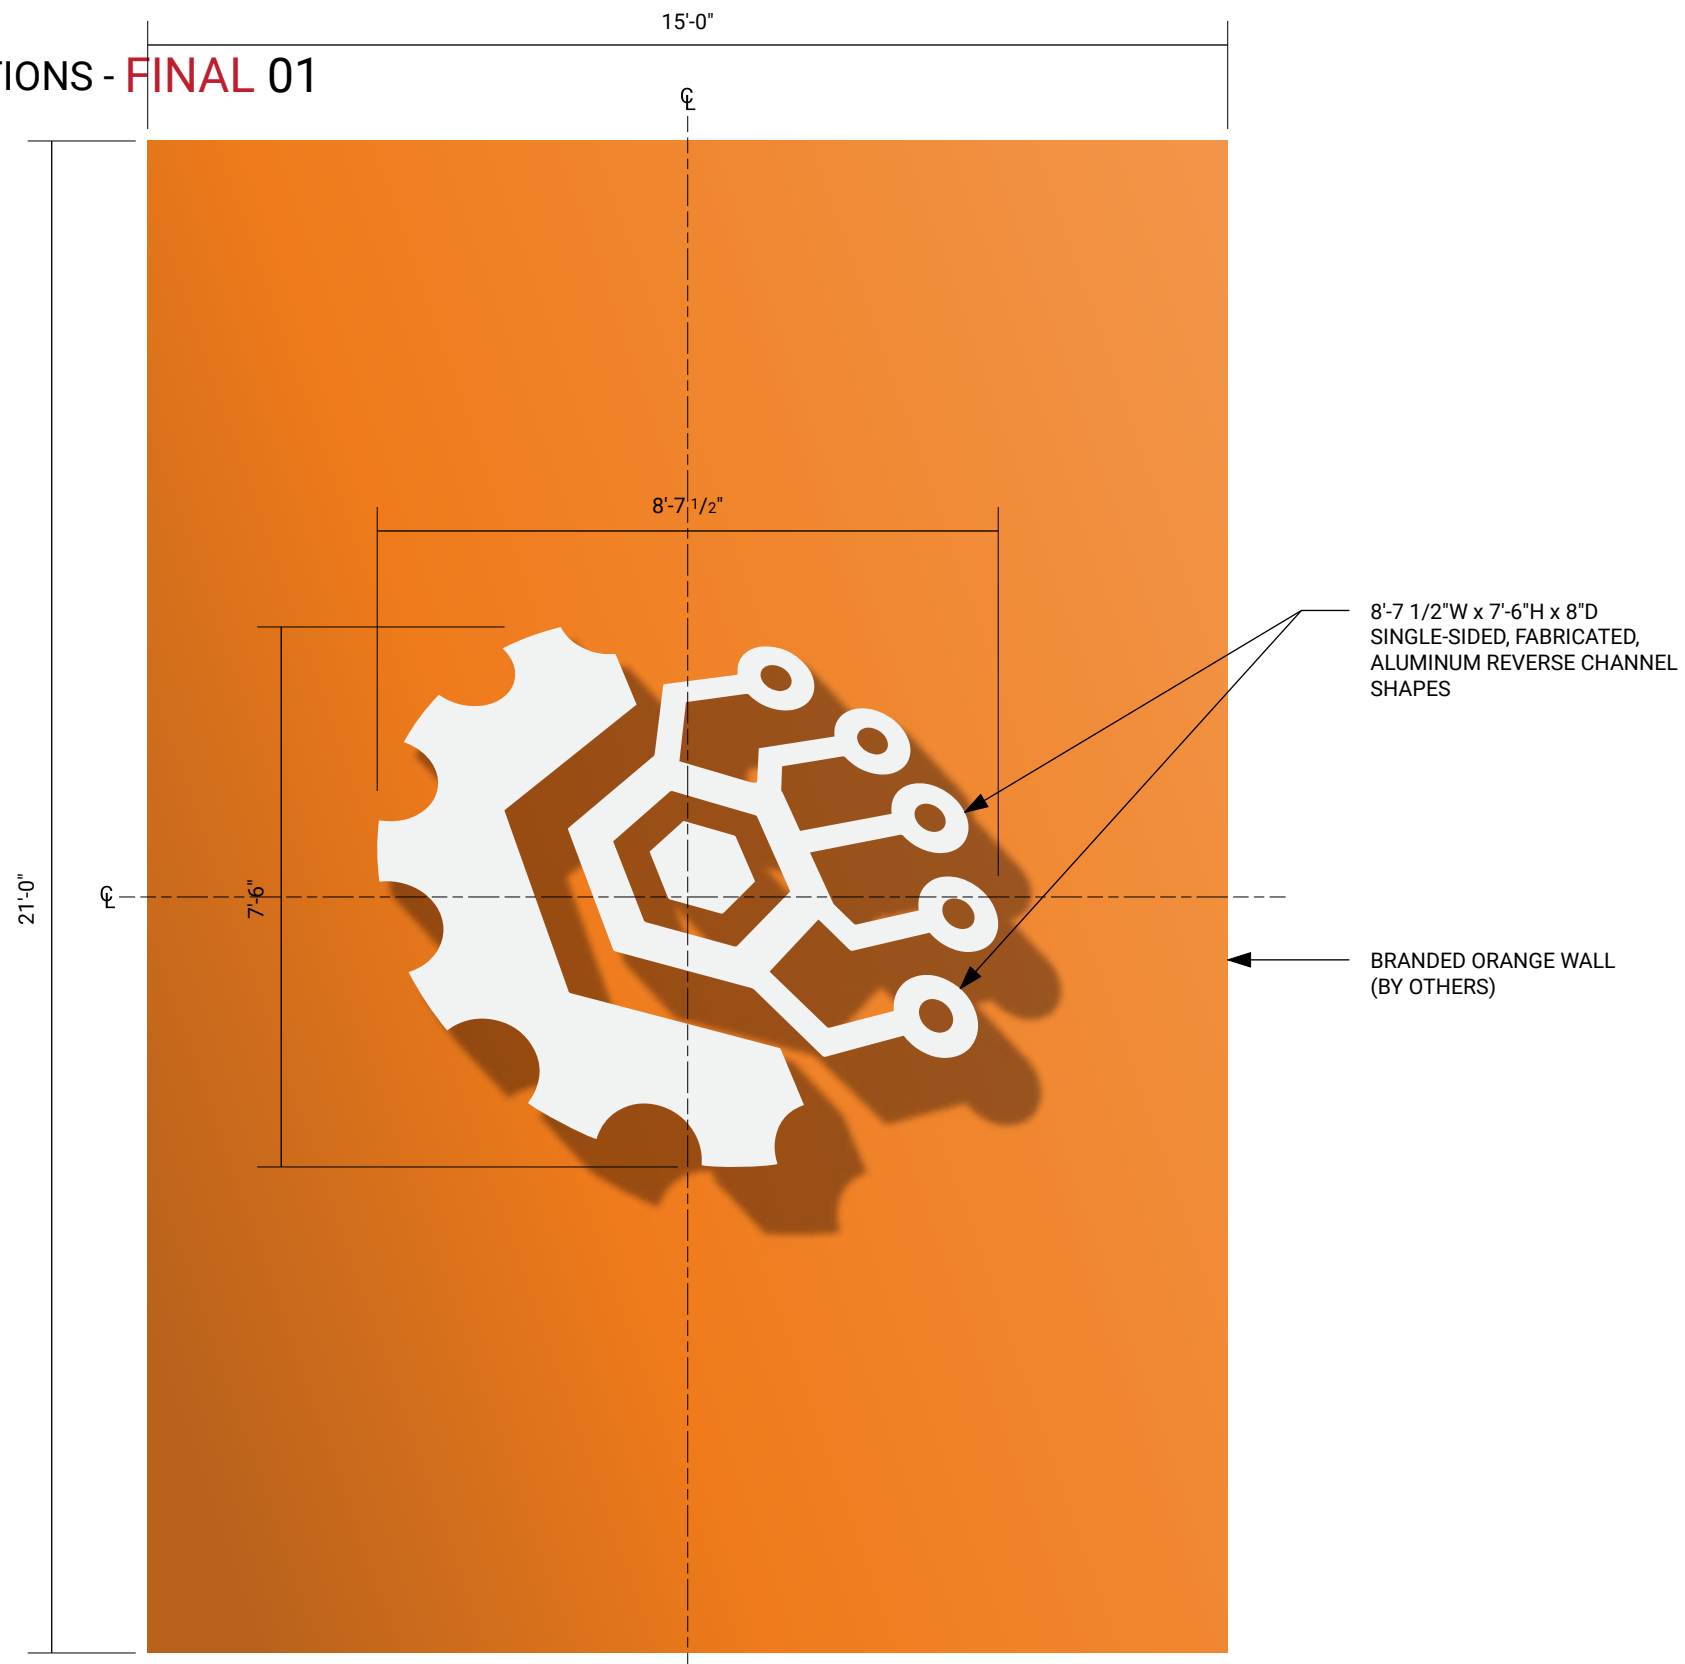 15'-0"
IONS - FINAL 01
℄
8'-7 1/2"
8'-7 1/2"W x 7'-6"H x 8"D
SINGLE-SIDED, FABRICATED,
ALUMINUM REVERSE CHANNEL
SHAPES
21'-0"
℄
7'-6"
BRANDED ORANGE WALL
(BY OTHERS)